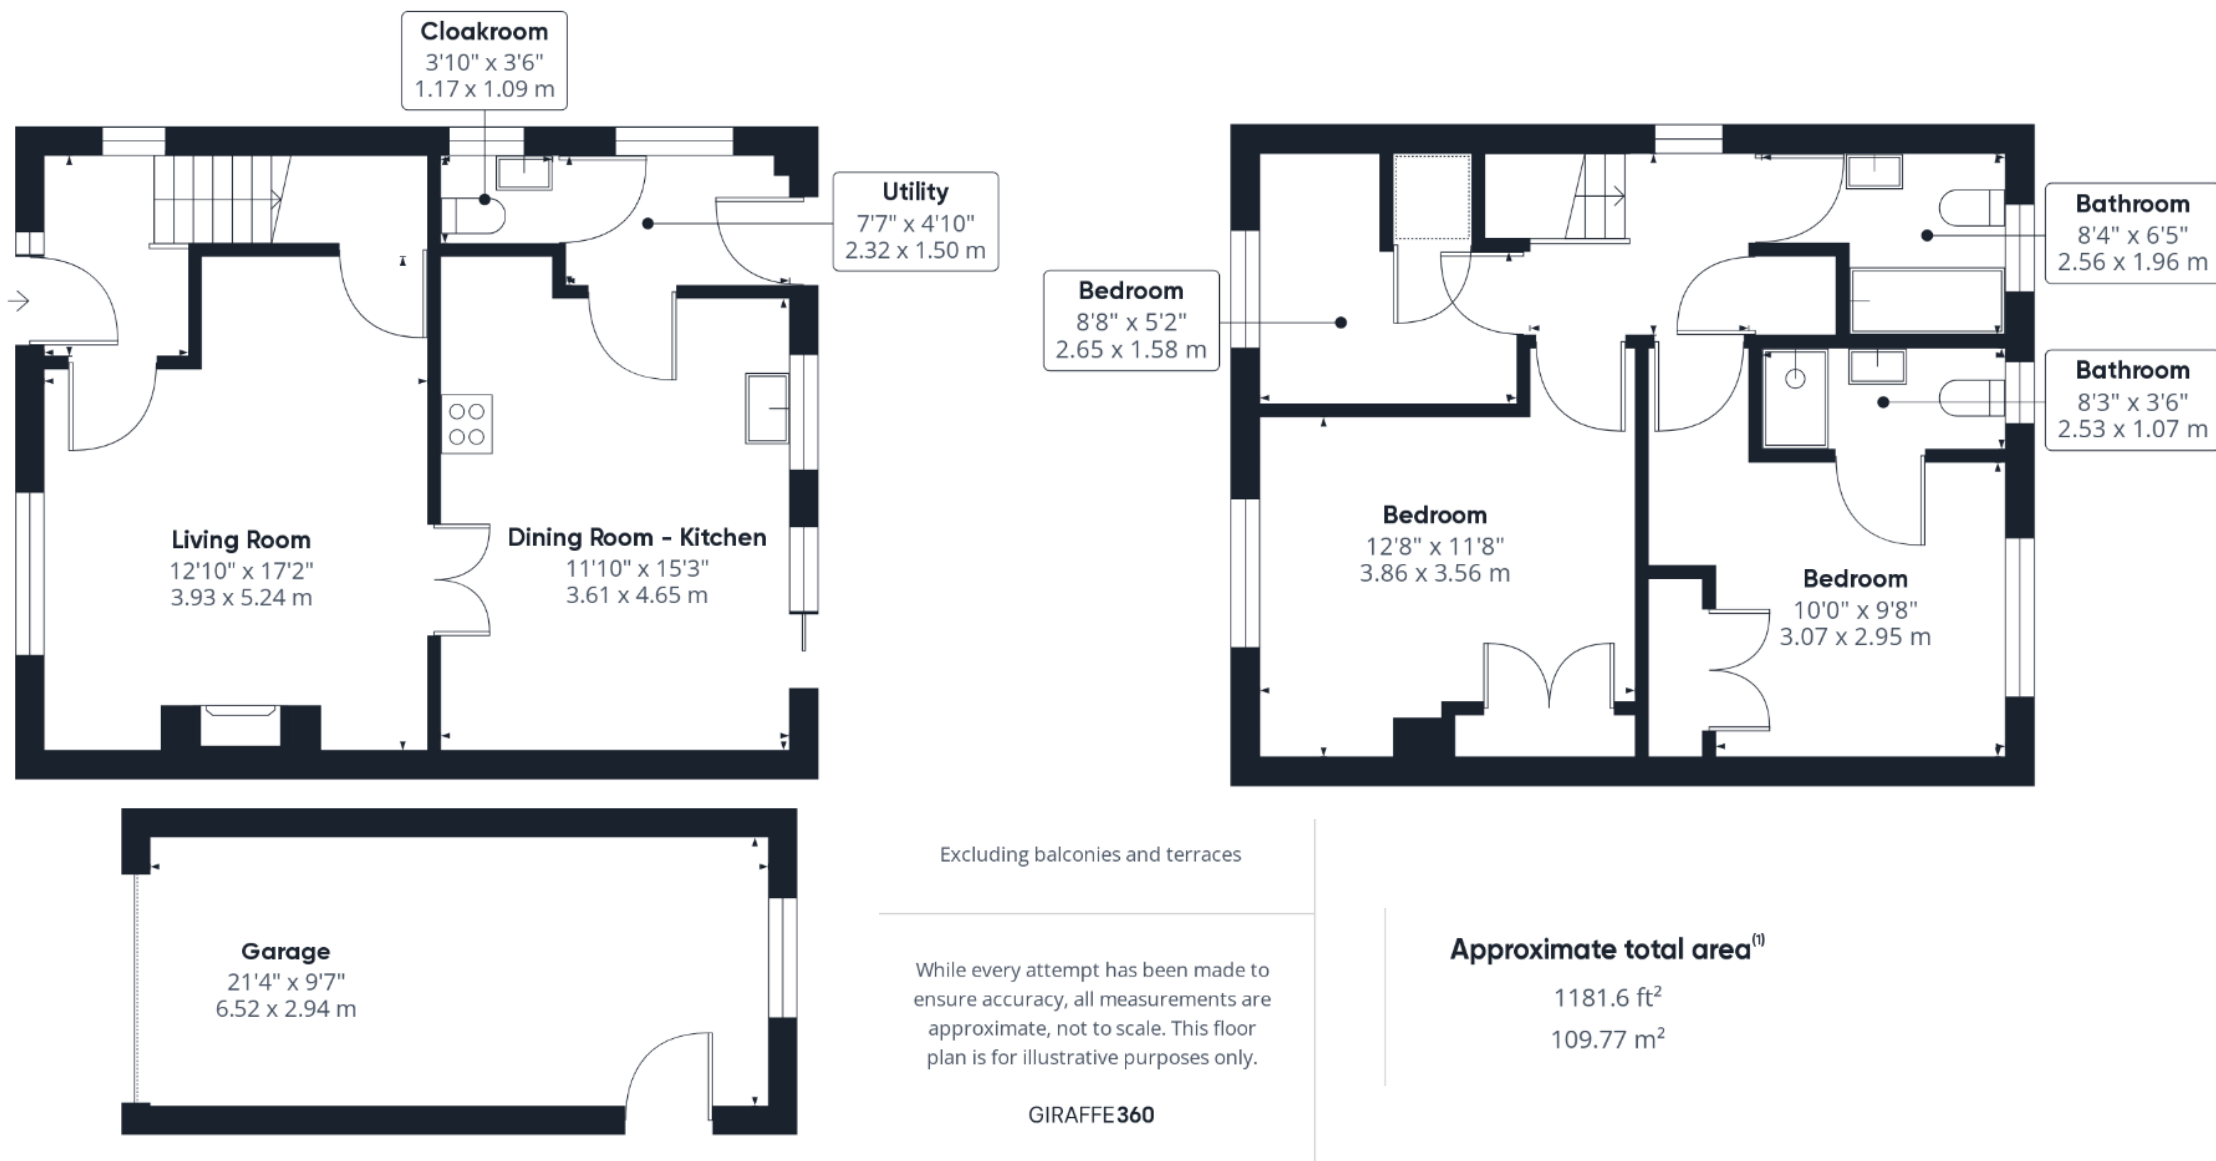 Cloakroom
3'10" x 3'6"
1.17 x 1.09 m
Utility
7'7" x 4'10"
2.32 x 1.50 m
Living Room
12'10" x 17'2"
3.93 x 5.24 m
Dining Room - Kitchen
11'10" x 15'3"
3.61 x 4.65 m
Bedroom
8'8" x 5'2"
2.65 x 1.58 m
Bathroom
8'4" x 6'5"
2.56 x 1.96 m
Bathroom
8'3" x 3'6"
2.53 x 1.07 m
Bedroom
12'8" x 11'8"
3.86 x 3.56 m
Bedroom
10'0" x 9'8"
3.07 x 2.95 m
Garage
21'4" x 9'7"
6.52 x 2.94 m
Excluding balconies and terraces
While every attempt has been made to
ensure accuracy, all measurements are
approximate, not to scale. This floor
plan is for illustrative purposes only.
GIRAFFE360
Approximate total area⁽¹⁾
1181.6 ft²
109.77 m²